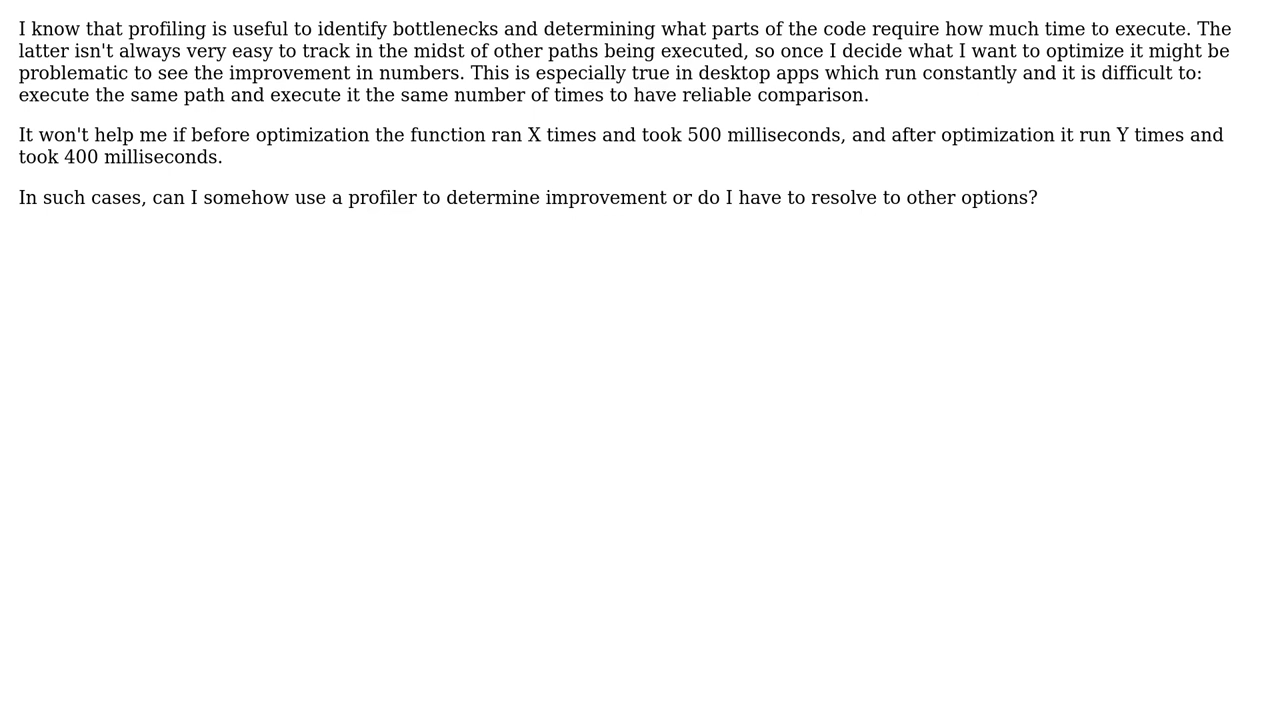 I know that profiling is useful to identify bottlenecks and determining what parts of the code require how much time to execute. The
latter isn't always very easy to track in the midst of other paths being executed, so once I decide what I want to optimize it might be
problematic to see the improvement in numbers. This is especially true in desktop apps which run constantly and it is difficult to:
execute the same path and execute it the same number of times to have reliable comparison.
It won't help me if before optimization the function ran X times and took 500 milliseconds, and after optimization it run Y times and
took 400 milliseconds.
In such cases, can I somehow use a profiler to determine improvement or do I have to resolve to other options?